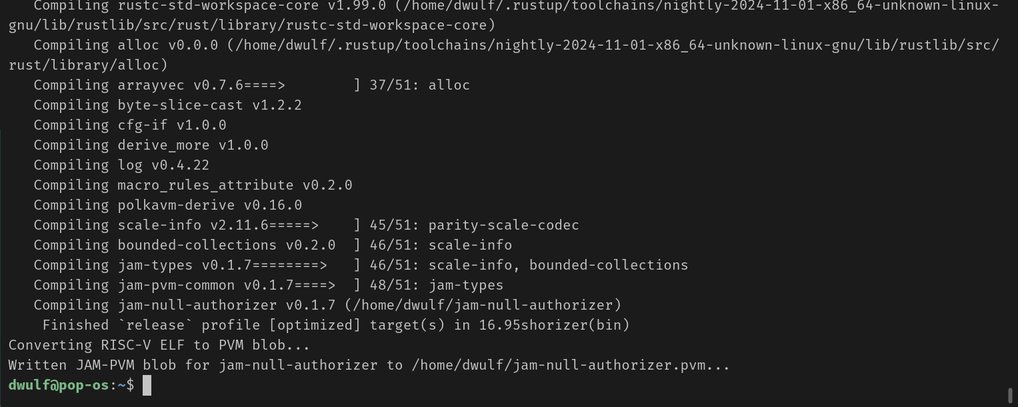 Compiling rustc-std-workspace-core v1.99.0 (/home/dwulf/.rustup/toolchains/nightly-2024-11-01-x86_64-unknown-linux-
gnu/lib/rustlib/src/rust/library/rustc-std-workspace-core)
   Compiling alloc v0.0.0 (/home/dwulf/.rustup/toolchains/nightly-2024-11-01-x86_64-unknown-linux-gnu/lib/rustlib/src/
rust/library/alloc)
   Compiling arrayvec v0.7.6====>        ] 37/51: alloc
   Compiling byte-slice-cast v1.2.2
   Compiling cfg-if v1.0.0
   Compiling derive_more v1.0.0
   Compiling log v0.4.22
   Compiling macro_rules_attribute v0.2.0
   Compiling polkavm-derive v0.16.0
   Compiling scale-info v2.11.6=====>    ] 45/51: parity-scale-codec
   Compiling bounded-collections v0.2.0  ] 46/51: scale-info
   Compiling jam-types v0.1.7========>   ] 46/51: scale-info, bounded-collections
   Compiling jam-pvm-common v0.1.7====>  ] 48/51: jam-types
   Compiling jam-null-authorizer v0.1.7 (/home/dwulf/jam-null-authorizer)
    Finished `release` profile [optimized] target(s) in 16.95shorizer(bin)
Converting RISC-V ELF to PVM blob...
Written JAM-PVM blob for jam-null-authorizer to /home/dwulf/jam-null-authorizer.pvm...
dwulf@pop-os:~$